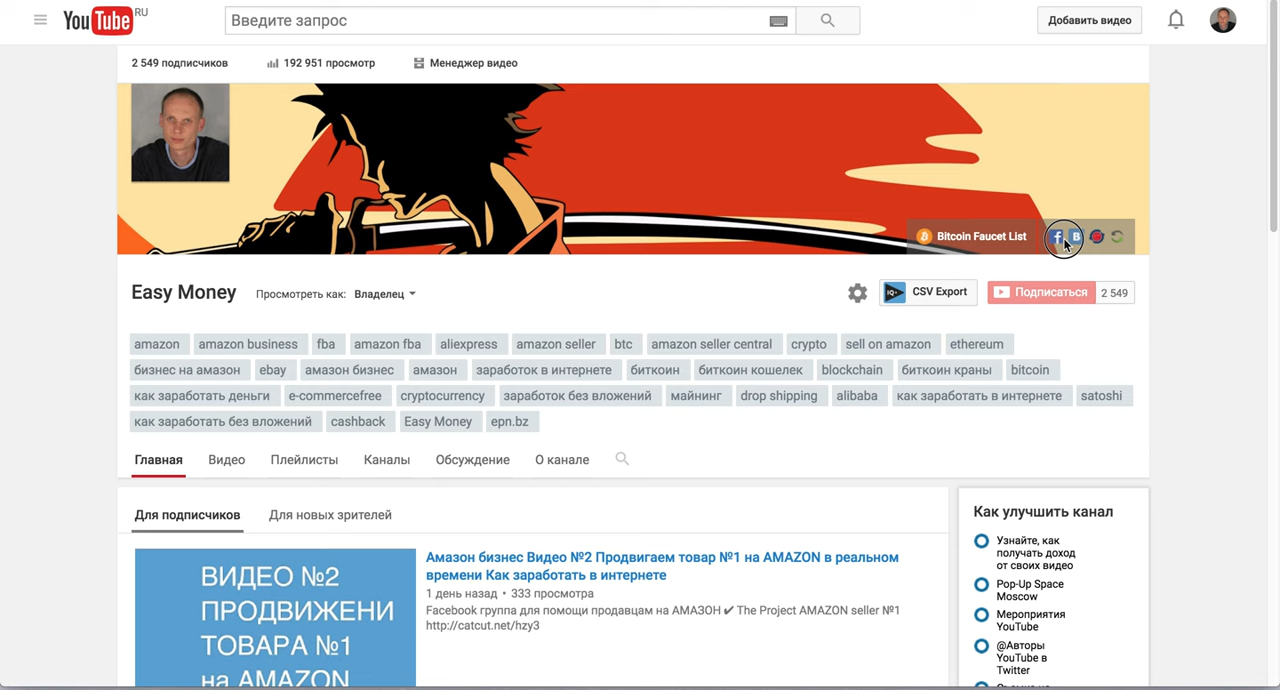 YouTube RU
Введите запрос
Добавить видео
2 549 подписчиков
192 951 просмотр
Менеджер видео
Bitcoin Faucet List
Easy Money
Просмотреть как: Владелец
CSV Export
Подписаться
2 549
amazon amazon business fba amazon fba aliexpress amazon seller btc amazon seller central crypto sell on amazon ethereum
бизнес на амазон ebay амазон бизнес амазон заработок в интернете биткоин биткоин кошелек blockchain биткоин краны bitcoin
как заработать деньги e-commercefree cryptocurrency заработок без вложений майнинг drop shipping alibaba как заработать в интернете satoshi
как заработать без вложений cashback Easy Money epn.bz
Главная Видео Плейлисты Каналы Обсуждение О канале
Для подписчиков Для новых зрителей
ВИДЕО №2
ПРОДВИЖЕНИ
ТОВАРА №1
на AMAZON
Амазон бизнес Видео №2 Продвигаем товар №1 на AMAZON в реальном
времени Как заработать в интернете
1 день назад • 333 просмотра
Facebook группа для помощи продавцам на АМАЗОН ✔ The Project AMAZON seller №1
http://catcut.net/hzy3
Как улучшить канал
Узнайте, как
получать доход
от своих видео
Pop-Up Space
Moscow
Мероприятия
YouTube
@Авторы
YouTube в
Twitter